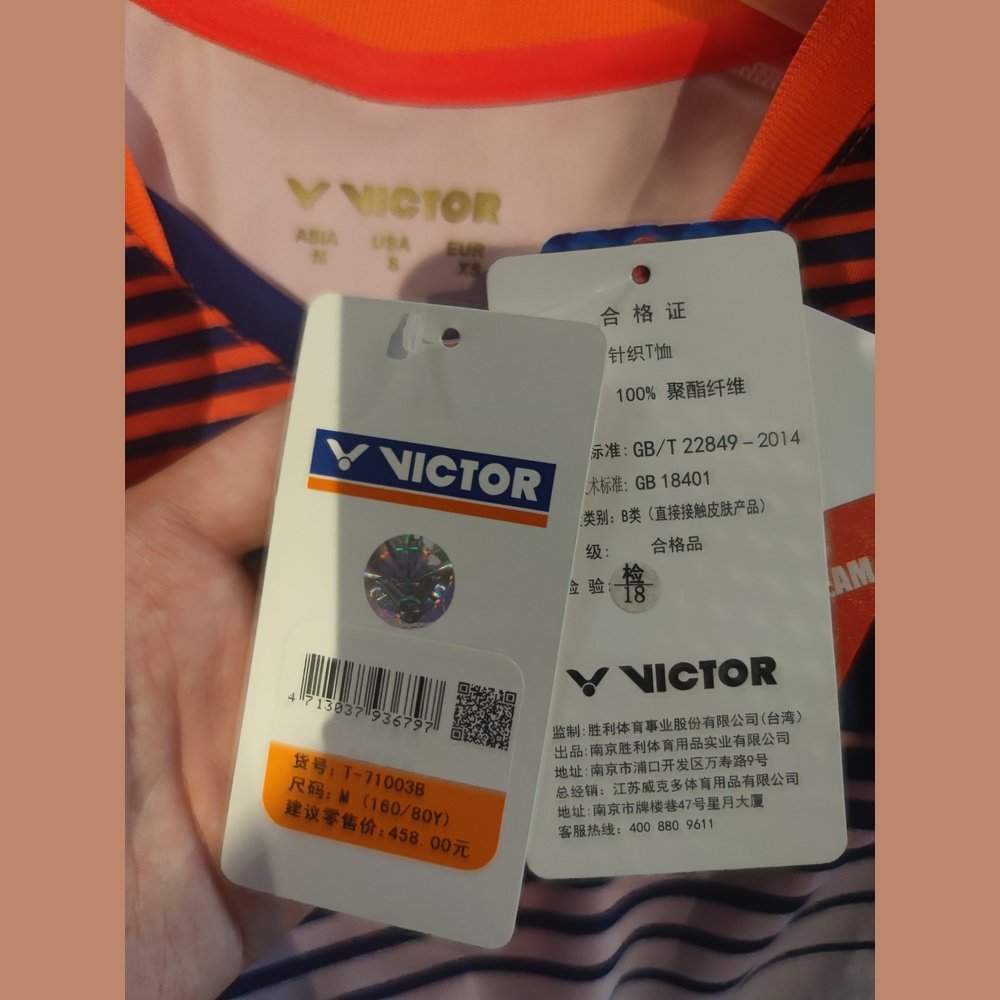 VICTOR
ASIA USA EUR
M S XS
VICTOR
4 713037 936797
货号: T-71003B
尺码: M (160/80Y)
建议零售价:458.00元
合格证
针织T恤
100% 聚酯纤维
标准: GB/T 22849-2014
术标准: GB 18401
类别: B类 (直接接触皮肤产品)
级: 合格品
验: 检
18
VICTOR
监制: 胜利体育事业股份有限公司(台湾)
出品: 南京胜利体育用品实业有限公司
地址: 南京市浦口开发区万寿路9号
总经销: 江苏威克多体育用品有限公司
地址: 南京市牌楼巷47号星月大厦
客服热线: 400 880 9611
EAM